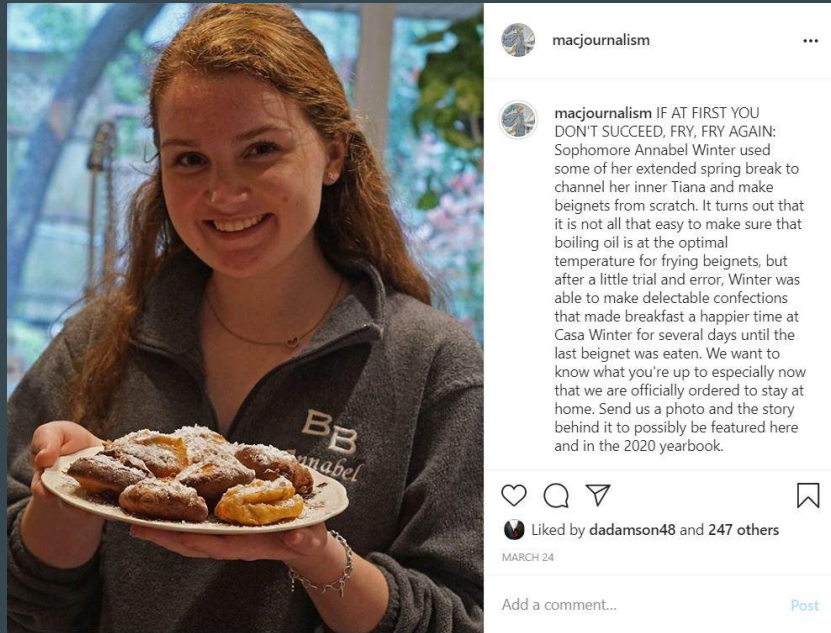 macjournalism
macjournalism IF AT FIRST YOU
DON'T SUCCEED, FRY, FRY AGAIN:
Sophomore Annabel Winter used
some of her extended spring break to
channel her inner Tiana and make
beignets from scratch. It turns out that
it is not all that easy to make sure that
boiling oil is at the optimal
temperature for frying beignets, but
after a little trial and error, Winter was
able to make delectable confections
that made breakfast a happier time at
Casa Winter for several days until the
last beignet was eaten. We want to
know what you're up to especially now
that we are officially ordered to stay at
home. Send us a photo and the story
behind it to possibly be featured here
and in the 2020 yearbook.
BB
Annabel
Liked by dadamson48 and 247 others
MARCH 24
Add a comment... Post